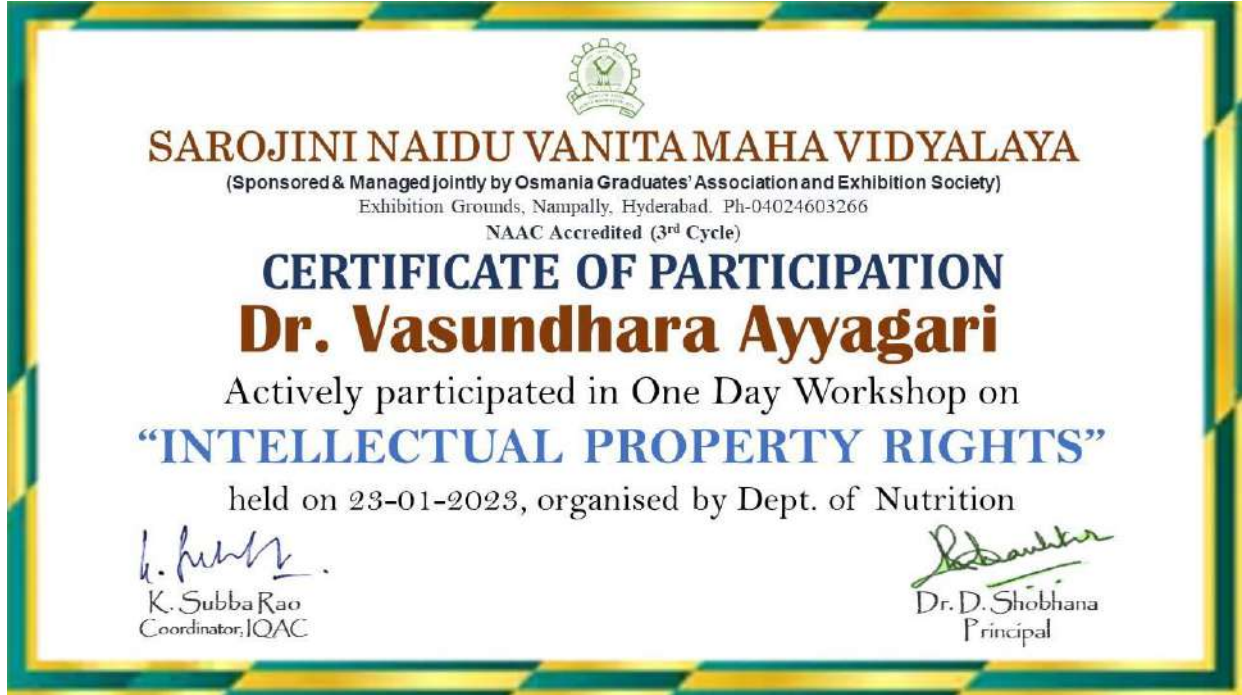 SAROJINI NAIDU VANITA MAHA VIDYALAYA
(Sponsored & Managed jointly by Osmania Graduates' Association and Exhibition Society)
Exhibition Grounds, Nampally, Hyderabad. Ph-04024603266
NAAC Accredited (3rd Cycle)
CERTIFICATE OF PARTICIPATION
Dr. Vasundhara Ayyagari
Actively participated in One Day Workshop on
“INTELLECTUAL PROPERTY RIGHTS”
held on 23-01-2023, organised by Dept. of Nutrition
K. Subba Rao
Coordinator, IQAC
Dr. D. Shobhana
Principal